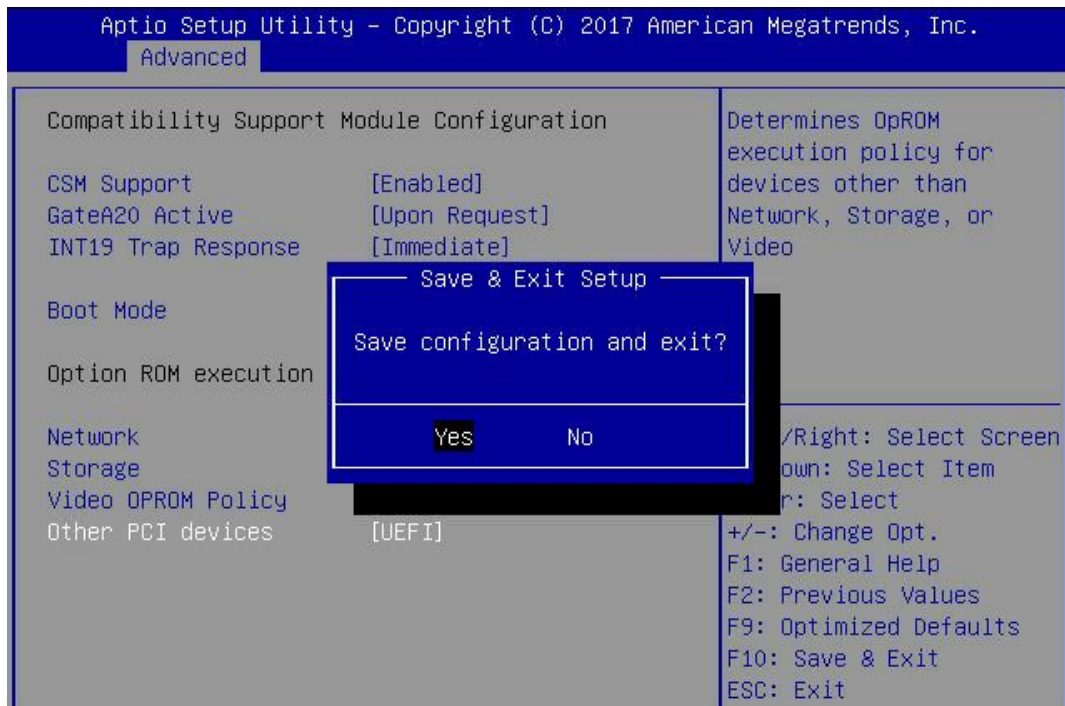 Aptio Setup Utility – Copyright (C) 2017 American Megatrends, Inc.
Advanced
Compatibility Support Module Configuration
CSM Support [Enabled]
GateA20 Active [Upon Request]
INT19 Trap Response [Immediate]
Boot Mode
Option ROM execution
Network
Storage
Video OPROM Policy
Other PCI devices [UEFI]
Save & Exit Setup
Save configuration and exit?
Yes No
Determines OpROM
execution policy for
devices other than
Network, Storage, or
Video
/Right: Select Screen
own: Select Item
r: Select
+/-: Change Opt.
F1: General Help
F2: Previous Values
F9: Optimized Defaults
F10: Save & Exit
ESC: Exit